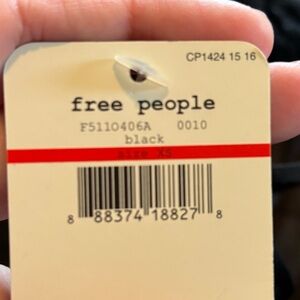 CP1424 15 16
free people
F5110406A 0010
black
size XS
8 88374 18827 8